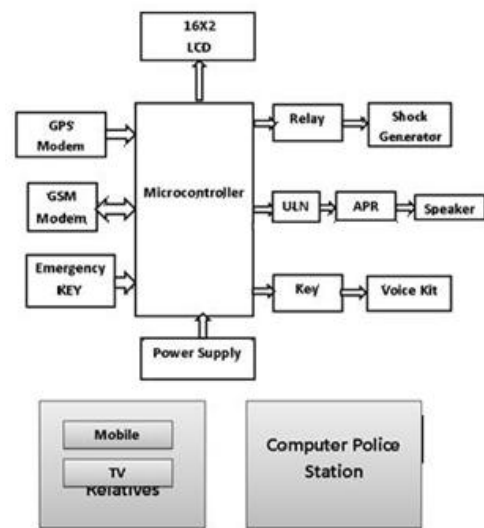 16X2
LCD
GPS
Modem
GSM
Modem
Emergency
KEY
Microcontroller
Relay
Shock
Generator
ULN
APR
Speaker
Key
Voice Kit
Power Supply
Mobile
TV
Relatives
Computer Police
Station